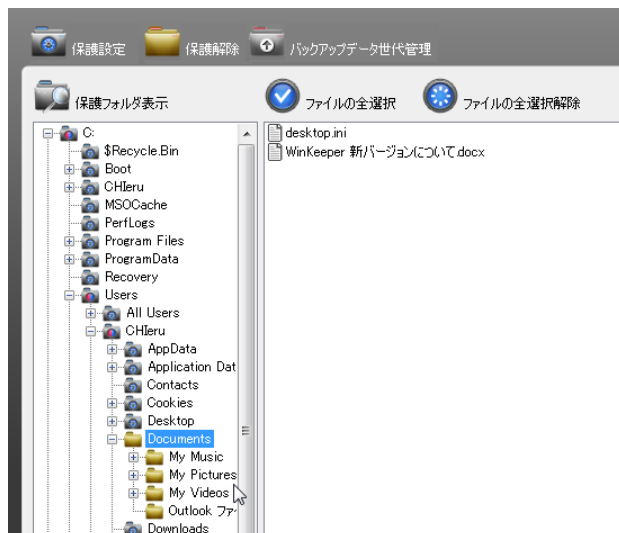 保護設定 保護解除 バックアップデータ世代管理
保護フォルダ表示 ファイルの全選択 ファイルの全選択解除
C:
$Recycle.Bin
Boot
CHIeru
MSOCache
PerfLogs
Program Files
ProgramData
Recovery
Users
All Users
CHIeru
AppData
Application Dat
Contacts
Cookies
Desktop
Documents
My Music
My Pictures
My Videos
Outlook ファ
Downloads
desktop.ini
WinKeeper 新バージョンについて.docx